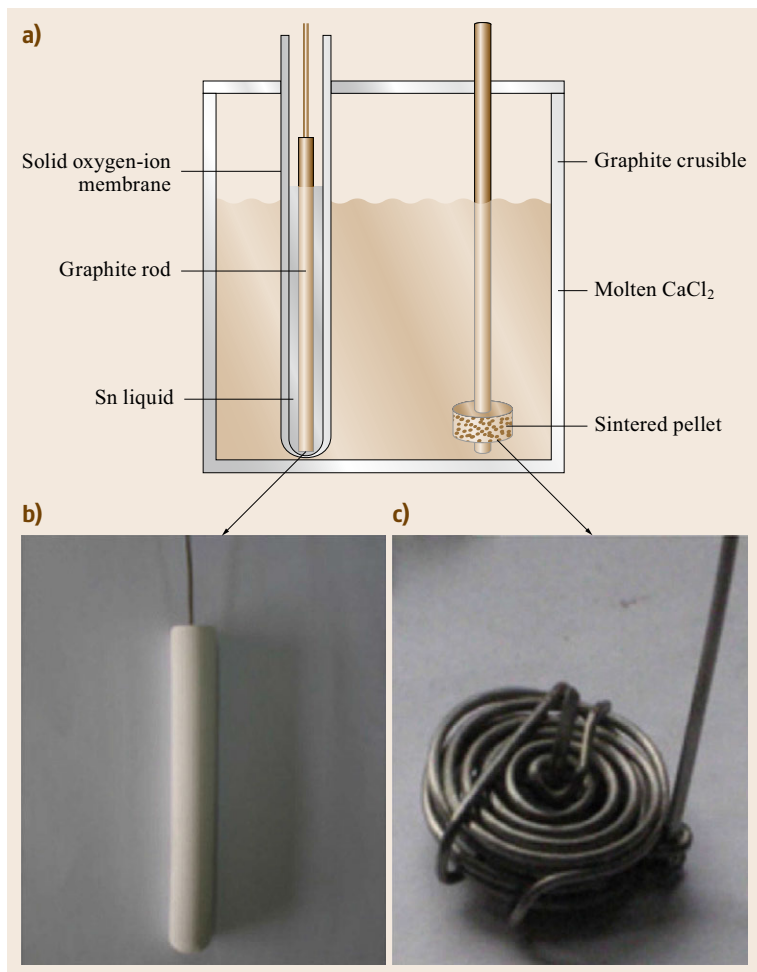 a)
Solid oxygen-ion
membrane
Graphite crusible
Graphite rod
Molten CaCl₂
Sn liquid
Sintered pellet
b)
c)